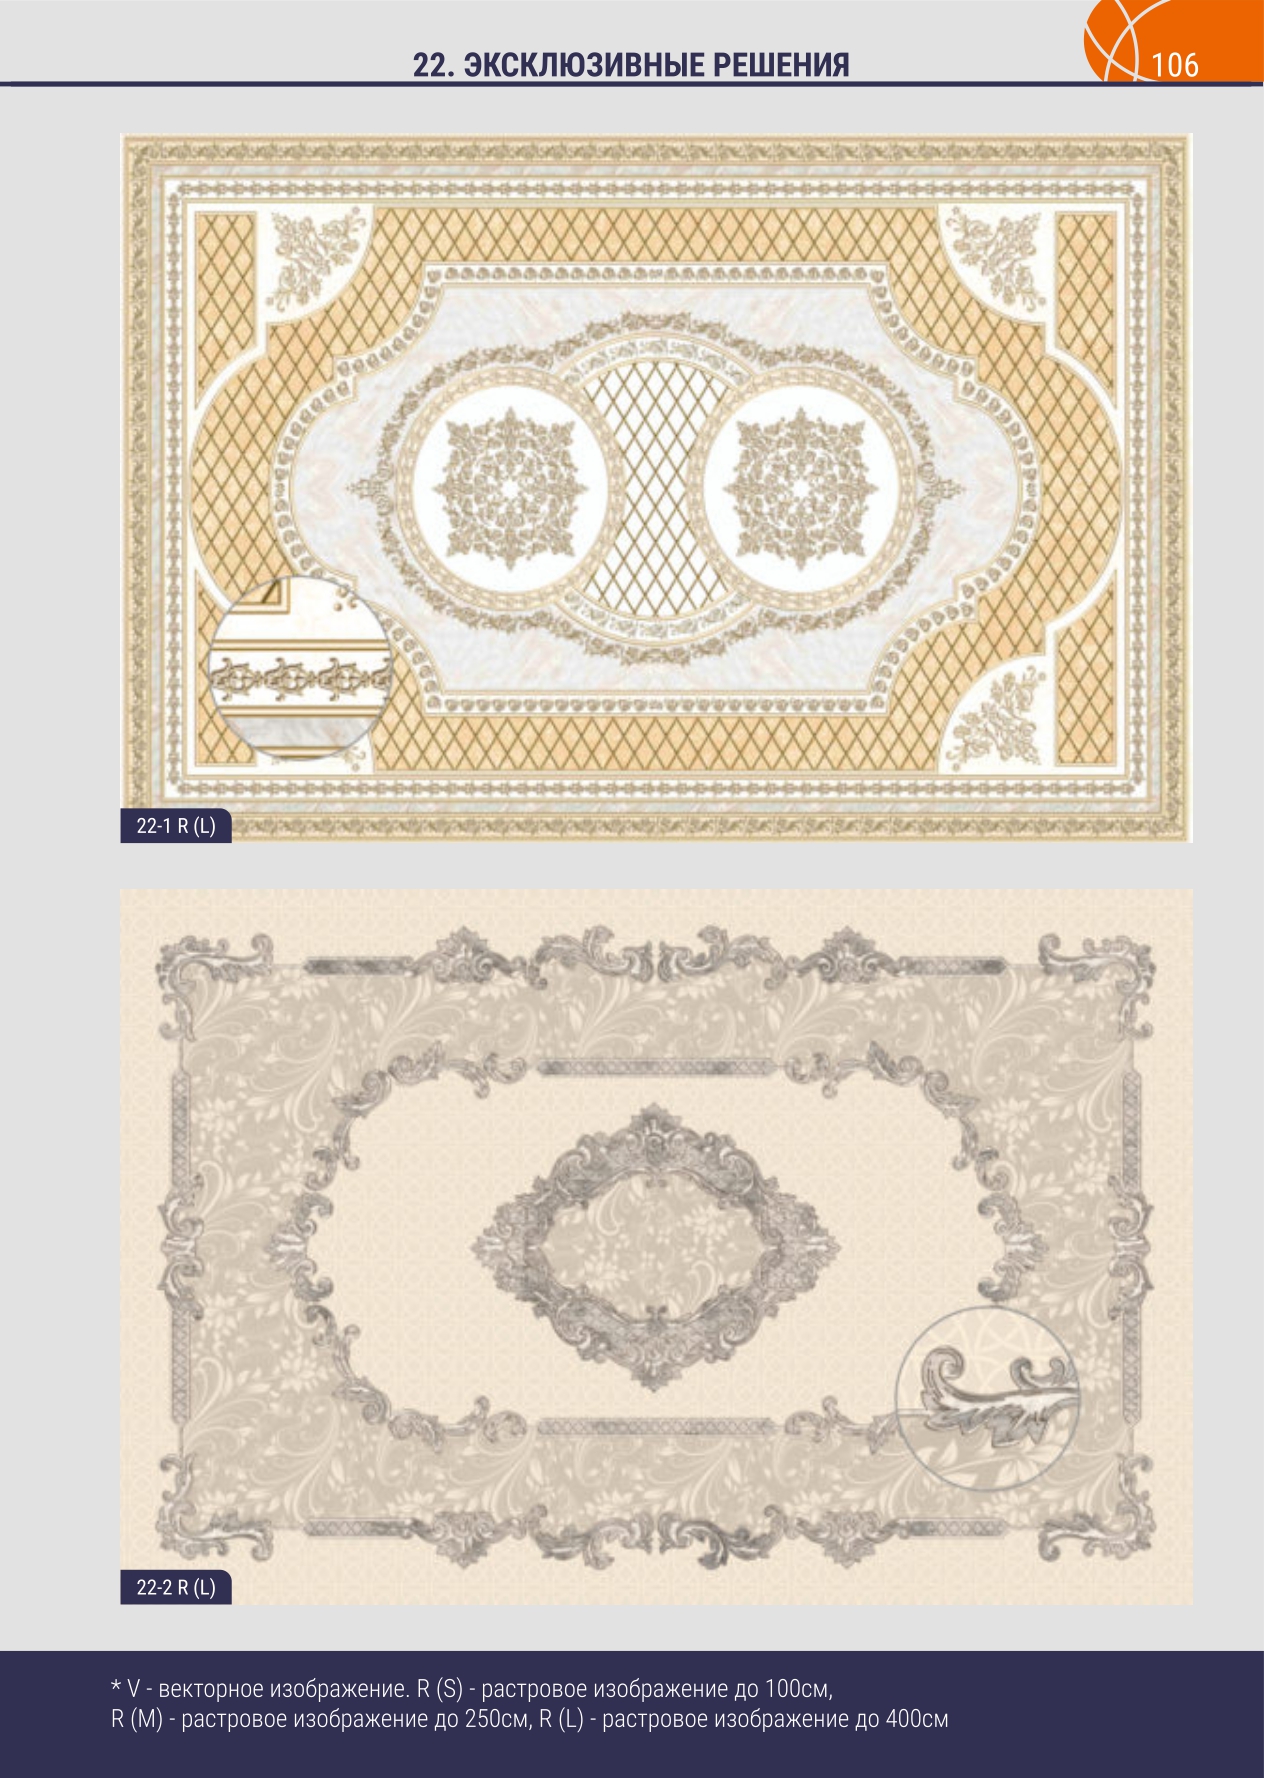 22. ЭКСКЛЮЗИВНЫЕ РЕШЕНИЯ
106
22-1 R (L)
22-2 R (L)
* V - векторное изображение. R (S) - растровое изображение до 100см,
R (M) - растровое изображение до 250см, R (L) - растровое изображение до 400см